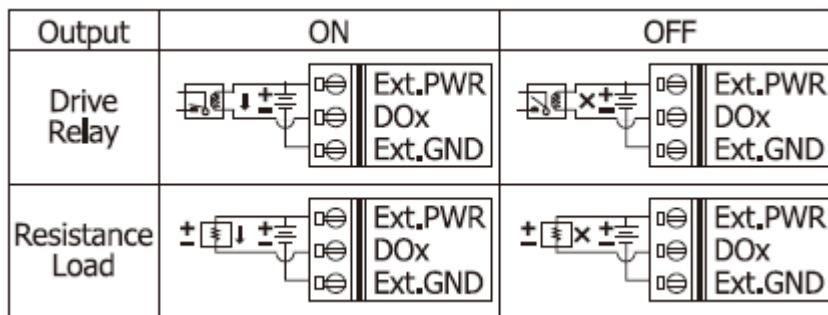 Output ON OFF
Drive
Relay
Ext.PWR
DOx
Ext.GND
Ext.PWR
DOx
Ext.GND
Resistance
Load
Ext.PWR
DOx
Ext.GND
Ext.PWR
DOx
Ext.GND